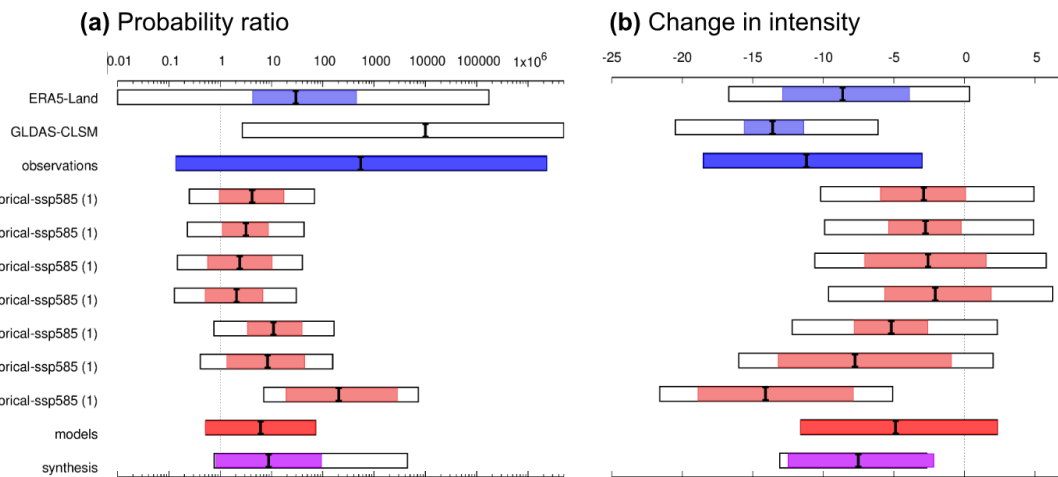 (a) Probability ratio
(b) Change in intensity
0.01 0.1 1 10 100 1000 10000 100000 1x10⁶
-25 -20 -15 -10 -5 0 5
ERA5-Land
GLDAS-CLSM
observations
orical-ssp585 (1)
orical-ssp585 (1)
orical-ssp585 (1)
orical-ssp585 (1)
orical-ssp585 (1)
orical-ssp585 (1)
orical-ssp585 (1)
models
synthesis